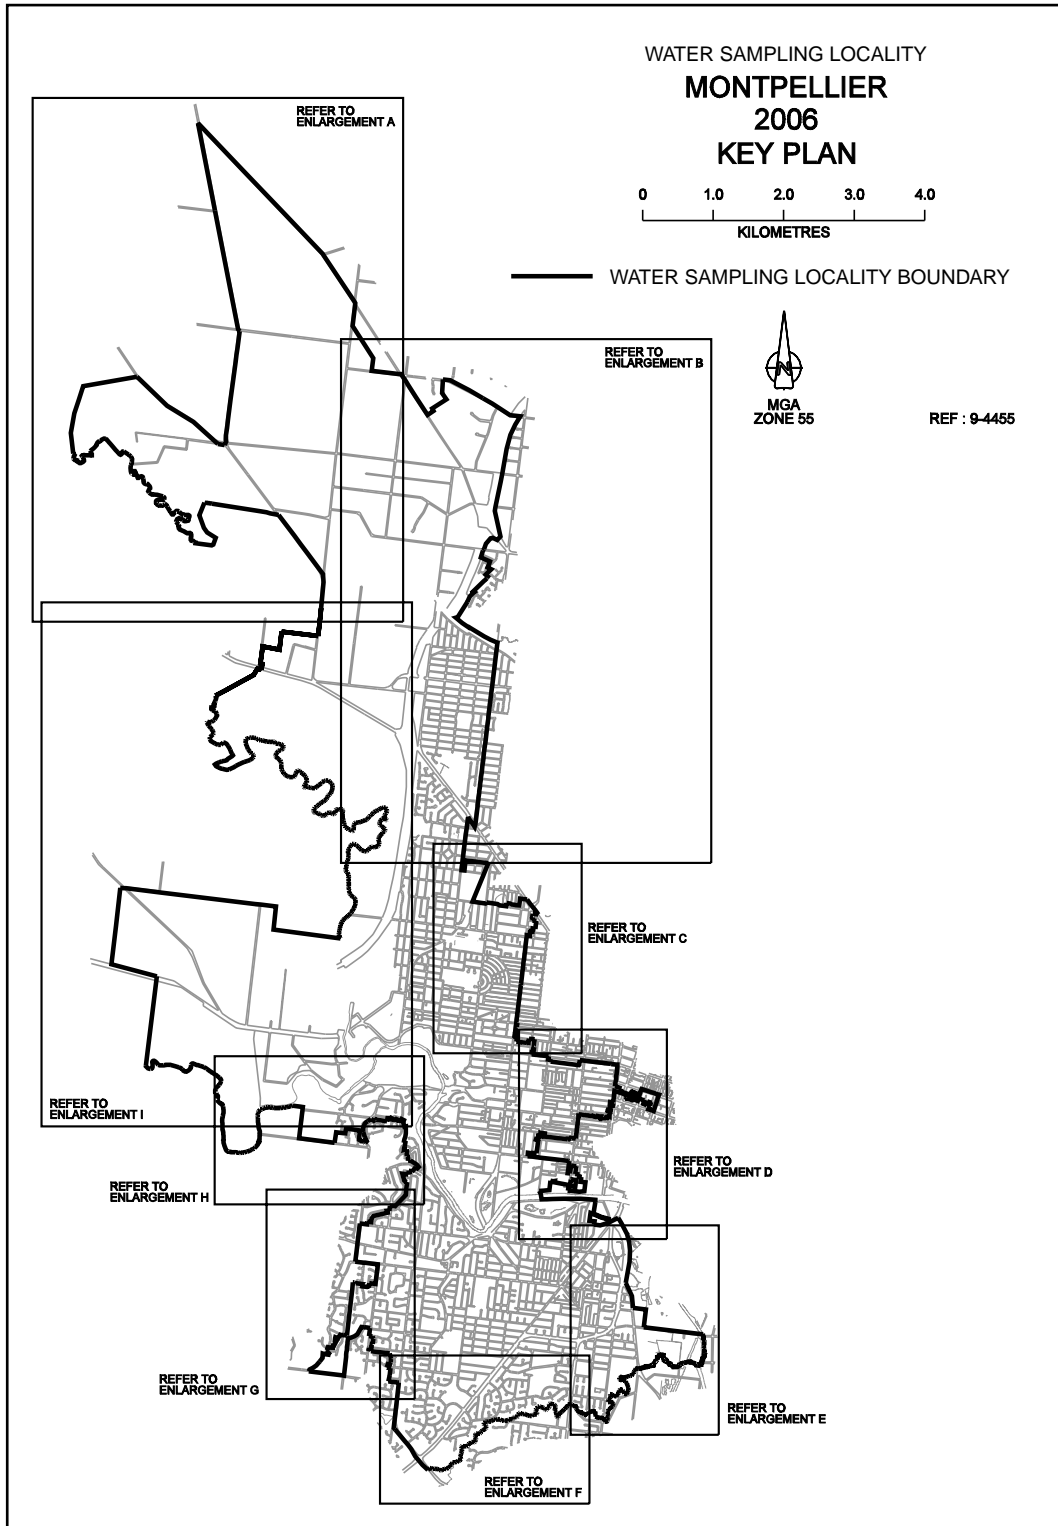 WATER SAMPLING LOCALITY
MONTPELLIER
2006
KEY PLAN
0 1.0 2.0 3.0 4.0
KILOMETRES
WATER SAMPLING LOCALITY BOUNDARY
N
MGA
ZONE 55
REF : 9-4455
REFER TO
ENLARGEMENT A
REFER TO
ENLARGEMENT B
REFER TO
ENLARGEMENT C
REFER TO
ENLARGEMENT I
REFER TO
ENLARGEMENT D
REFER TO
ENLARGEMENT H
REFER TO
ENLARGEMENT G
REFER TO
ENLARGEMENT E
REFER TO
ENLARGEMENT F